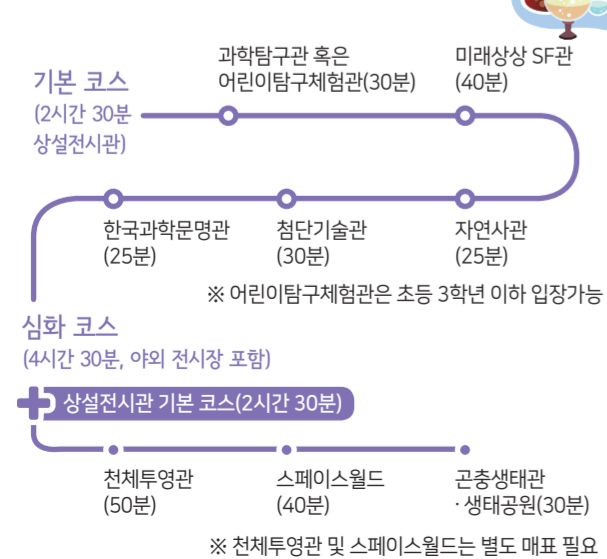 과학탐구관 혹은
어린이탐구체험관(30분)
미래상상 SF관
(40분)
기본 코스
(2시간 30분
상설전시관)
한국과학문명관
(25분)
첨단기술관
(30분)
자연사관
(25분)
※ 어린이탐구체험관은 초등 3학년 이하 입장가능
심화 코스
(4시간 30분, 야외 전시장 포함)
상설전시관 기본 코스(2시간 30분)
천체투영관
(50분)
스페이스월드
(40분)
곤충생태관
·생태공원(30분)
※ 천체투영관 및 스페이스월드는 별도 매표 필요